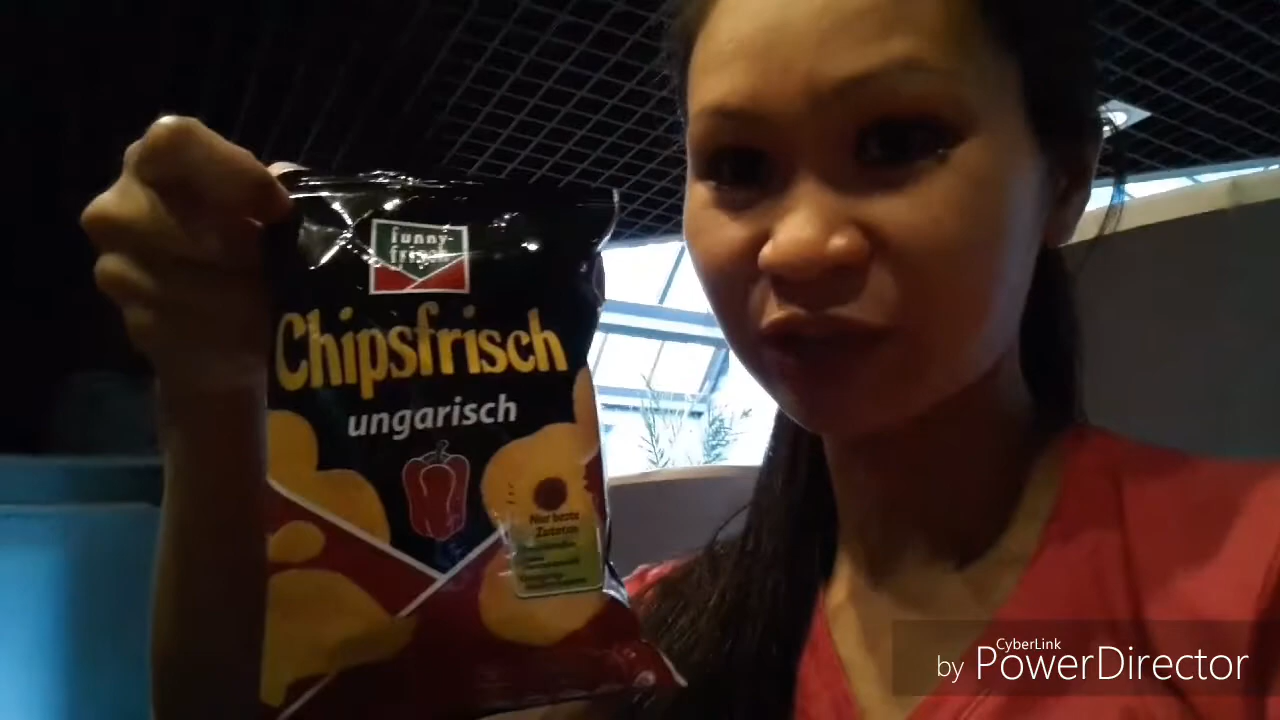 funny-
frisch
Chipsfrisch
ungarisch
Nur beste
Zutaten
CyberLink
by PowerDirector